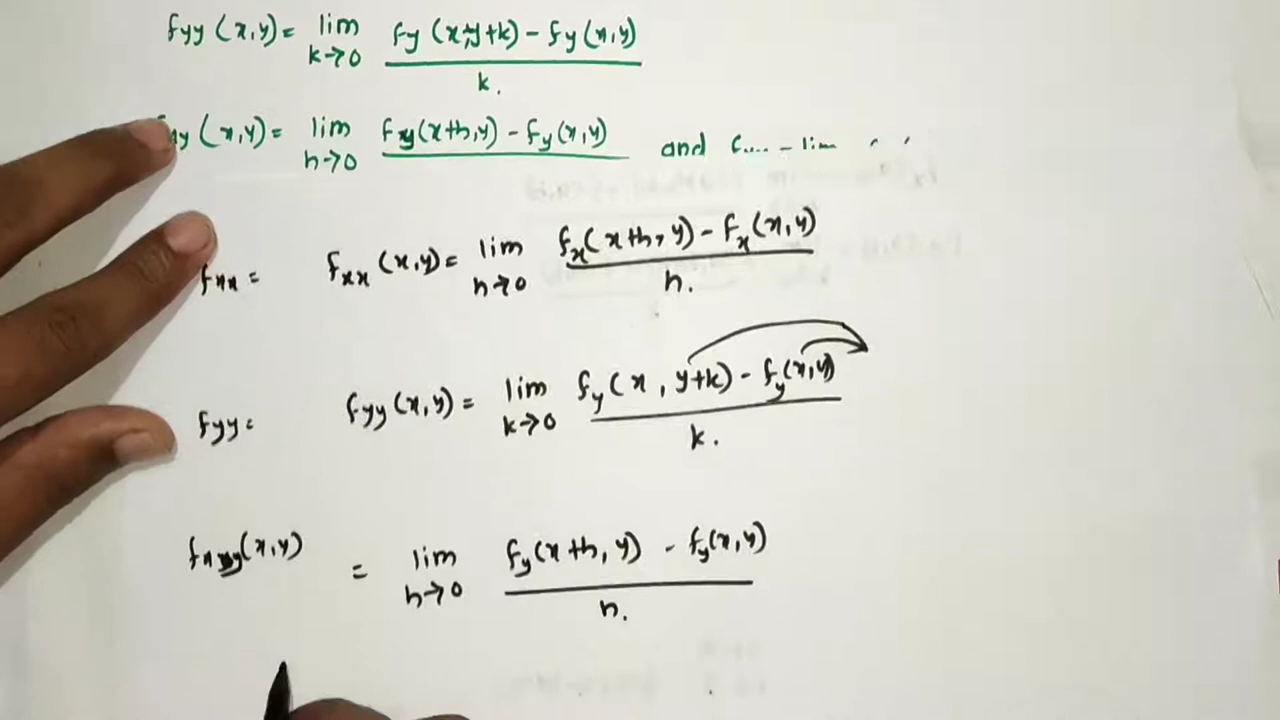 fyy (x,y) = lim k→0 fy (x,y+k) - fy (x,y) / k.
(x,y) = lim h→0 fy(x+h,y) - fy(x,y) and
fxx = fxx (x,y) = lim h→0 fx(x+h, y) - fx(x,y) / h.
fyy = fyy (x,y) = lim k→0 fy(x, y+k) - fy(x,y) / k.
fxy(x,y) = lim h→0 fy(x+h, y) - fy(x,y) / h.